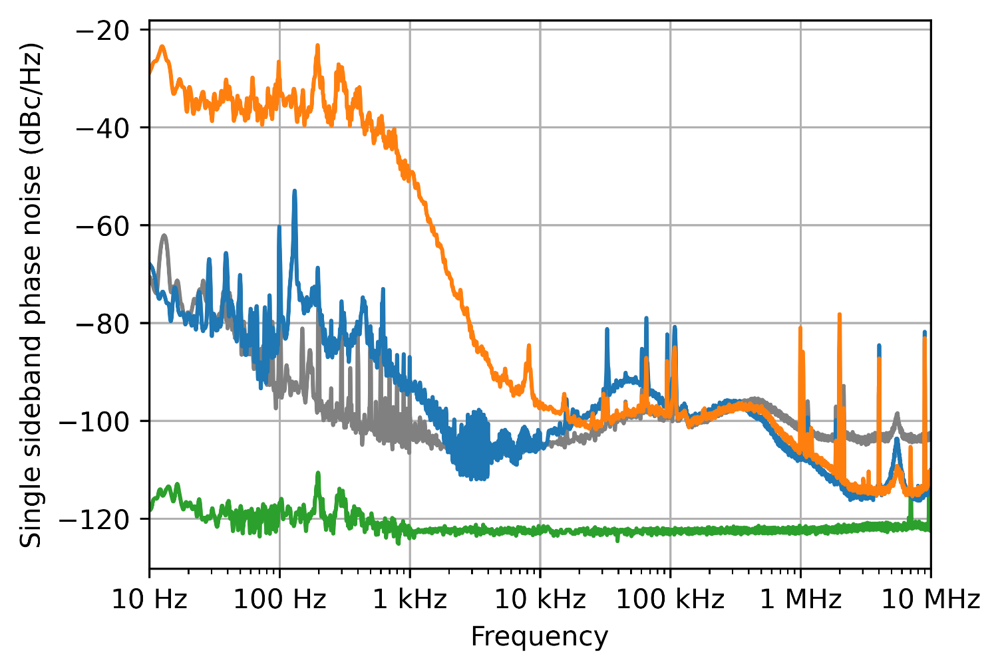 Single sideband phase noise (dBc/Hz)
−20
−40
−60
−80
−100
−120
10 Hz 100 Hz 1 kHz 10 kHz 100 kHz 1 MHz 10 MHz
Frequency